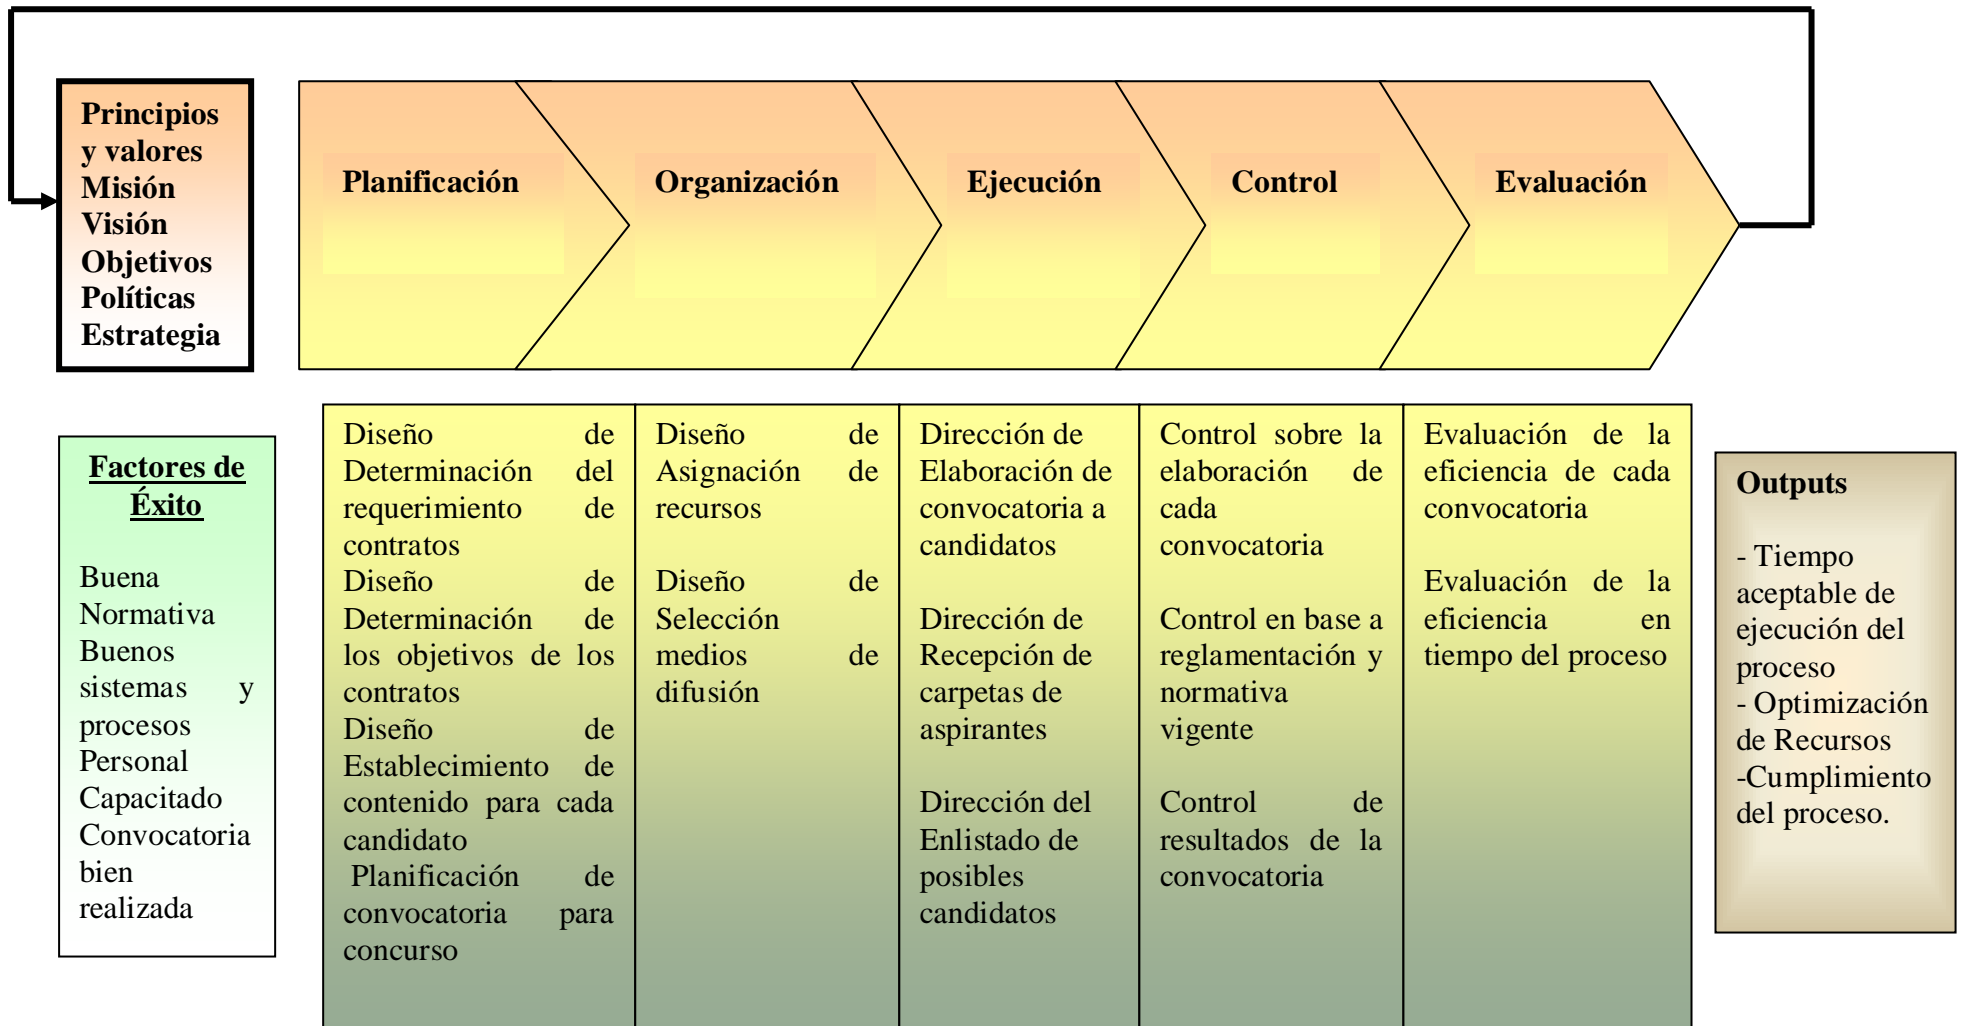 Principios
y valores
Misión
Visión
Objetivos
Políticas
Estrategia
Planificación
Organización
Ejecución
Control
Evaluación
Factores de
Éxito
Buena
Normativa
Buenos
sistemas y
procesos
Personal
Capacitado
Convocatoria
bien
realizada
Diseño de
Determinación del
requerimiento de
contratos
Diseño de
Determinación de
los objetivos de los
contratos
Diseño de
Establecimiento de
contenido para cada
candidato
Planificación de
convocatoria para
concurso
Diseño de
Asignación de
recursos
Diseño de
Selección
medios de
difusión
Dirección de
Elaboración de
convocatoria a
candidatos
Dirección de
Recepción de
carpetas de
aspirantes
Dirección del
Enlistado de
posibles
candidatos
Control sobre la
elaboración de
cada
convocatoria
Control en base a
reglamentación y
normativa
vigente
Control de
resultados de la
convocatoria
Evaluación de la
eficiencia de cada
convocatoria
Evaluación de la
eficiencia en
tiempo del proceso
Outputs
- Tiempo
aceptable de
ejecución del
proceso
- Optimización
de Recursos
-Cumplimiento
del proceso.